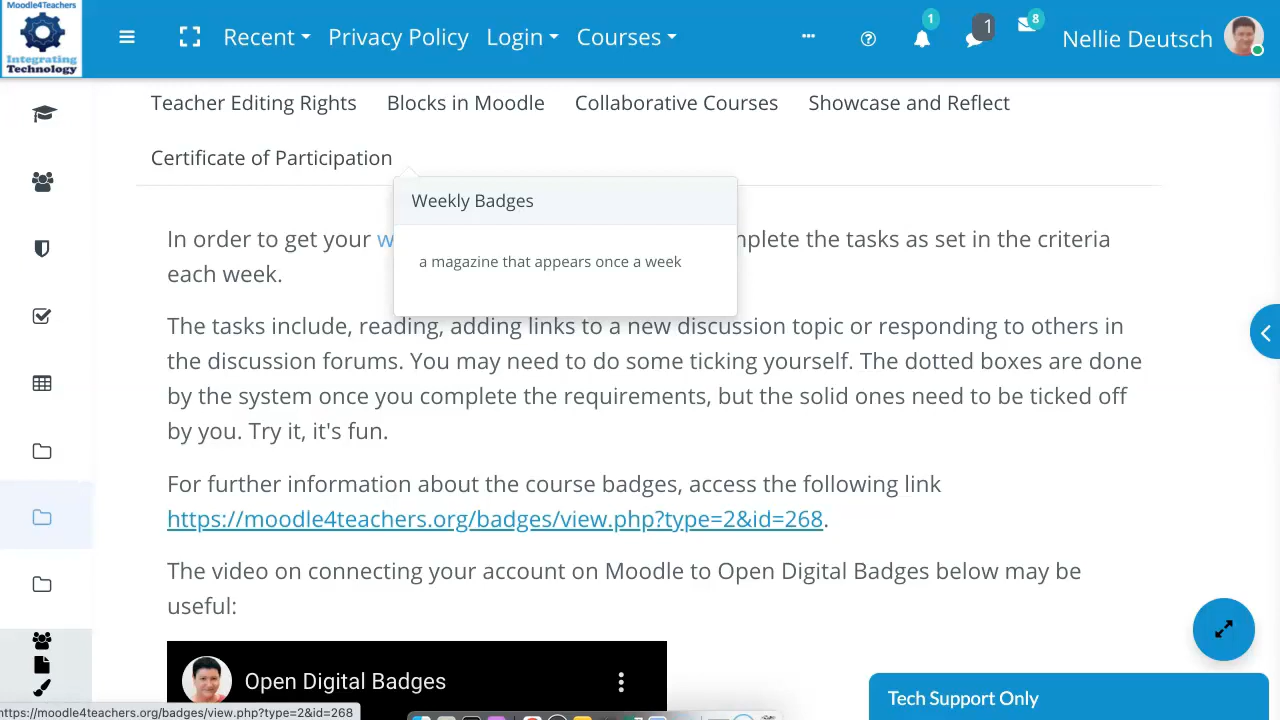 Moodle4Teachers
Integrating
Technology
Recent Privacy Policy Login Courses
1
1
8
Nellie Deutsch
Teacher Editing Rights Blocks in Moodle Collaborative Courses Showcase and Reflect
Certificate of Participation
Weekly Badges
a magazine that appears once a week
In order to get your w
the tasks as set in the criteria
each week.
The tasks include, reading, adding links to a new discussion topic or responding to others in
the discussion forums. You may need to do some ticking yourself. The dotted boxes are done
by the system once you complete the requirements, but the solid ones need to be ticked off
by you. Try it, it's fun.
For further information about the course badges, access the following link
https://moodle4teachers.org/badges/view.php?type=2&id=268.
The video on connecting your account on Moodle to Open Digital Badges below may be
useful:
Open Digital Badges
Tech Support Only
https://moodle4teachers.org/badges/view.php?type=2&id=268